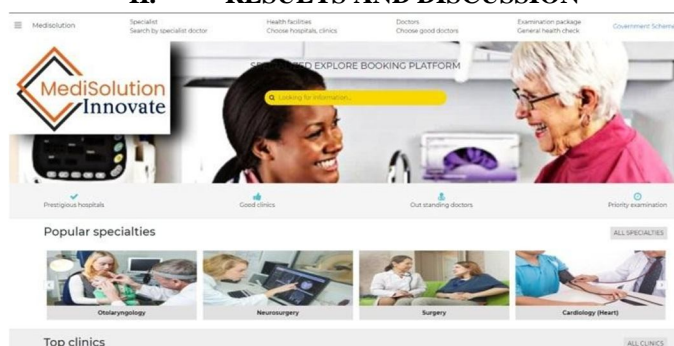 II. RESULTS AND DISCUSSION
Medisolution
Specialist
Search by specialist doctor
Health facilities
Choose hospitals, clinics
Doctors
Choose good doctors
Examination package
General health check
Government Scheme
MediSolution
Innovate
EXPLORE BOOKING PLATFORM
Looking for information...
Prestigious hospitals
Good clinics
Out standing doctors
Priority examination
Popular specialties
ALL SPECIALTIES
Otolaryngology
Neurosurgery
Surgery
Cardiology (Heart)
Top clinics
ALL CLINICS